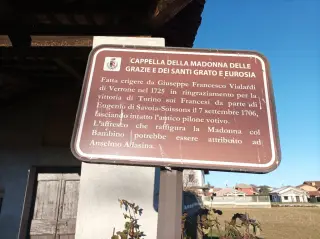 CAPPELLA DELLA MADONNA DELLE
GRAZIE E DEI SANTI GRATO E EUROSIA
Fatta erigere da Giuseppe Francesco Vialardi
di Verrone nel 1725 in ringraziamento per la
vittoria di Torino sui Francesi da parte di
Eugenio di Savoia-Soissons il 7 settembre 1706,
lasciando intatto l'antico pilone votivo.
L'affresco che raffigura la Madonna col
Bambino potrebbe essere attribuito ad
Anselmo Allasina.